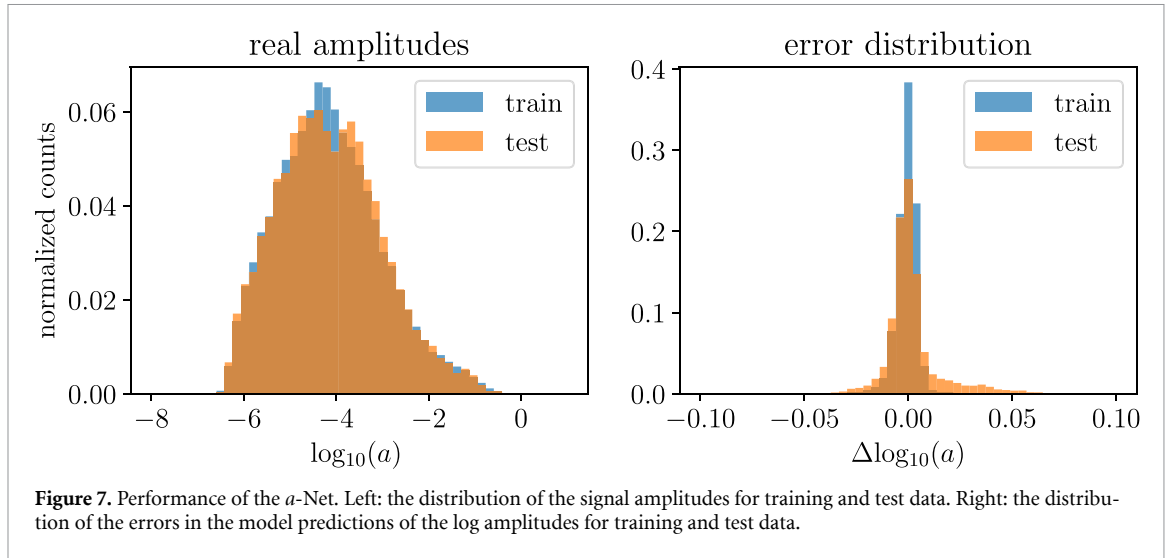 real amplitudes
train
test
normalized counts
0.06
0.04
0.02
0.00
−8
−6
−4
−2
0
log₁₀(a)
error distribution
train
test
0.4
0.3
0.2
0.1
0.0
−0.10
−0.05
0.00
0.05
0.10
Δlog₁₀(a)
Figure 7. Performance of the a-Net. Left: the distribution of the signal amplitudes for training and test data. Right: the distribu-
tion of the errors in the model predictions of the log amplitudes for training and test data.